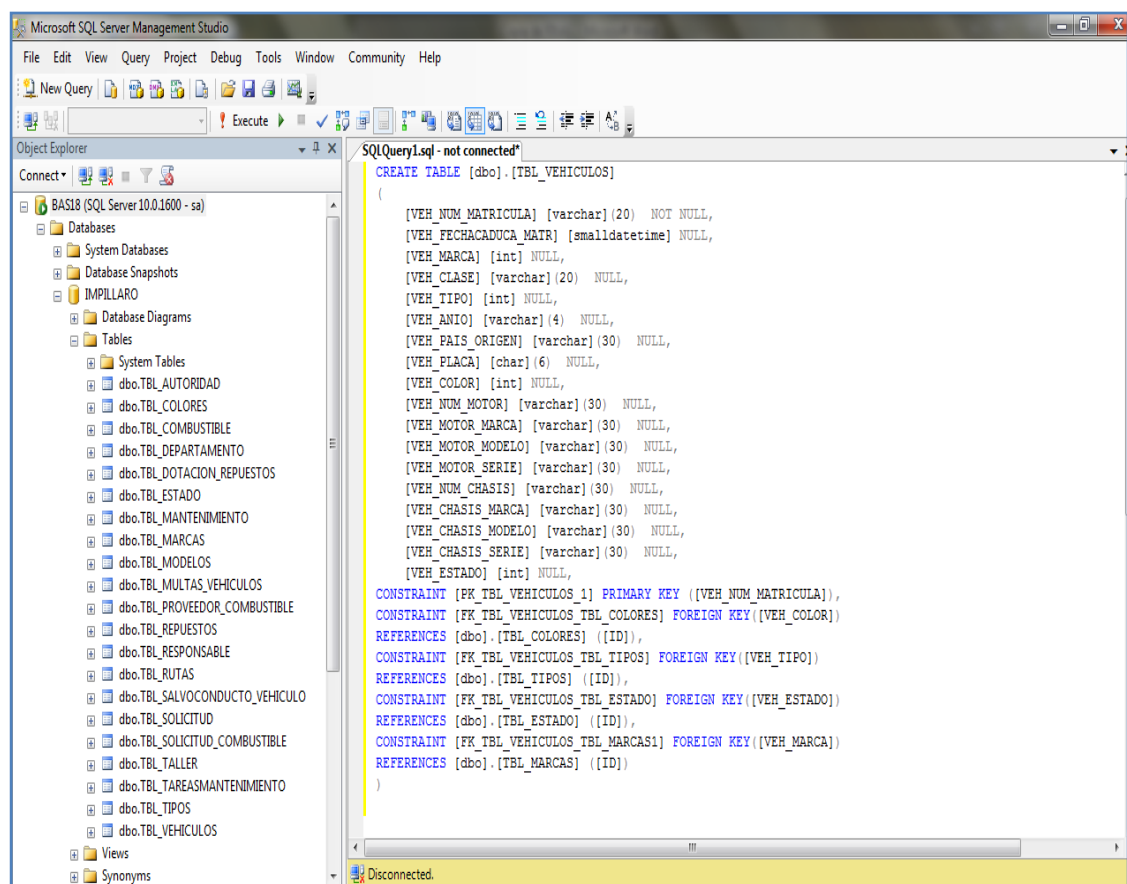 Microsoft SQL Server Management Studio
File Edit View Query Project Debug Tools Window Community Help
New Query
Execute
Object Explorer
Connect
BAS18 (SQL Server 10.0.1600 - sa)
Databases
System Databases
Database Snapshots
IMPILLARO
Database Diagrams
Tables
System Tables
dbo.TBL_AUTORIDAD
dbo.TBL_COLORES
dbo.TBL_COMBUSTIBLE
dbo.TBL_DEPARTAMENTO
dbo.TBL_DOTACION_REPUESTOS
dbo.TBL_ESTADO
dbo.TBL_MANTENIMIENTO
dbo.TBL_MARCAS
dbo.TBL_MODELOS
dbo.TBL_MULTAS_VEHICULOS
dbo.TBL_PROVEEDOR_COMBUSTIBLE
dbo.TBL_REPUESTOS
dbo.TBL_RESPONSABLE
dbo.TBL_RUTAS
dbo.TBL_SALVOCONDUCTO_VEHICULO
dbo.TBL_SOLICITUD
dbo.TBL_SOLICITUD_COMBUSTIBLE
dbo.TBL_TALLER
dbo.TBL_TAREASMANTENIMIENTO
dbo.TBL_TIPOS
dbo.TBL_VEHICULOS
Views
Synonyms
SQLQuery1.sql - not connected*
CREATE TABLE [dbo].[TBL_VEHICULOS]
(
[VEH_NUM_MATRICULA] [varchar](20) NOT NULL,
[VEH_FECHACADUCA_MATR] [smalldatetime] NULL,
[VEH_MARCA] [int] NULL,
[VEH_CLASE] [varchar](20) NULL,
[VEH_TIPO] [int] NULL,
[VEH_ANIO] [varchar](4) NULL,
[VEH_PAIS_ORIGEN] [varchar](30) NULL,
[VEH_PLACA] [char](6) NULL,
[VEH_COLOR] [int] NULL,
[VEH_NUM_MOTOR] [varchar](30) NULL,
[VEH_MOTOR_MARCA] [varchar](30) NULL,
[VEH_MOTOR_MODELO] [varchar](30) NULL,
[VEH_MOTOR_SERIE] [varchar](30) NULL,
[VEH_NUM_CHASIS] [varchar](30) NULL,
[VEH_CHASIS_MARCA] [varchar](30) NULL,
[VEH_CHASIS_MODELO] [varchar](30) NULL,
[VEH_CHASIS_SERIE] [varchar](30) NULL,
[VEH_ESTADO] [int] NULL,
CONSTRAINT [PK_TBL_VEHICULOS_1] PRIMARY KEY ([VEH_NUM_MATRICULA]),
CONSTRAINT [FK_TBL_VEHICULOS_TBL_COLORES] FOREIGN KEY([VEH_COLOR])
REFERENCES [dbo].[TBL_COLORES] ([ID]),
CONSTRAINT [FK_TBL_VEHICULOS_TBL_TIPOS] FOREIGN KEY([VEH_TIPO])
REFERENCES [dbo].[TBL_TIPOS] ([ID]),
CONSTRAINT [FK_TBL_VEHICULOS_TBL_ESTADO] FOREIGN KEY([VEH_ESTADO])
REFERENCES [dbo].[TBL_ESTADO] ([ID]),
CONSTRAINT [FK_TBL_VEHICULOS_TBL_MARCAS1] FOREIGN KEY([VEH_MARCA])
REFERENCES [dbo].[TBL_MARCAS] ([ID])
)
Disconnected.